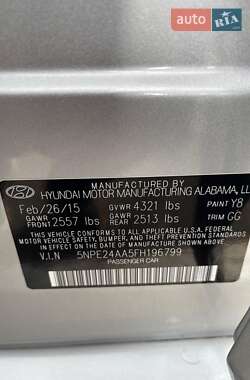 AUTO.RIA
MFD. BY
HYUNDAI MOTOR MANUFACTURING ALABAMA, LL
Feb/26/15 GVWR 4321 lbs PAINT Y8
GAWR FRONT 2557 lbs GAWR REAR 2513 lbs TRIM GG
THIS VEHICLE CONFORMS TO ALL APPLICABLE FEDERAL
MOTOR VEHICLE SAFETY, BUMPER, AND THEFT PREVENTION
STANDARDS IN EFFECT ON THE DATE OF MANUFACTURE
SHOWN ABOVE.
V.I.N 5NPE24AA5FH196799
PASSENGER CAR